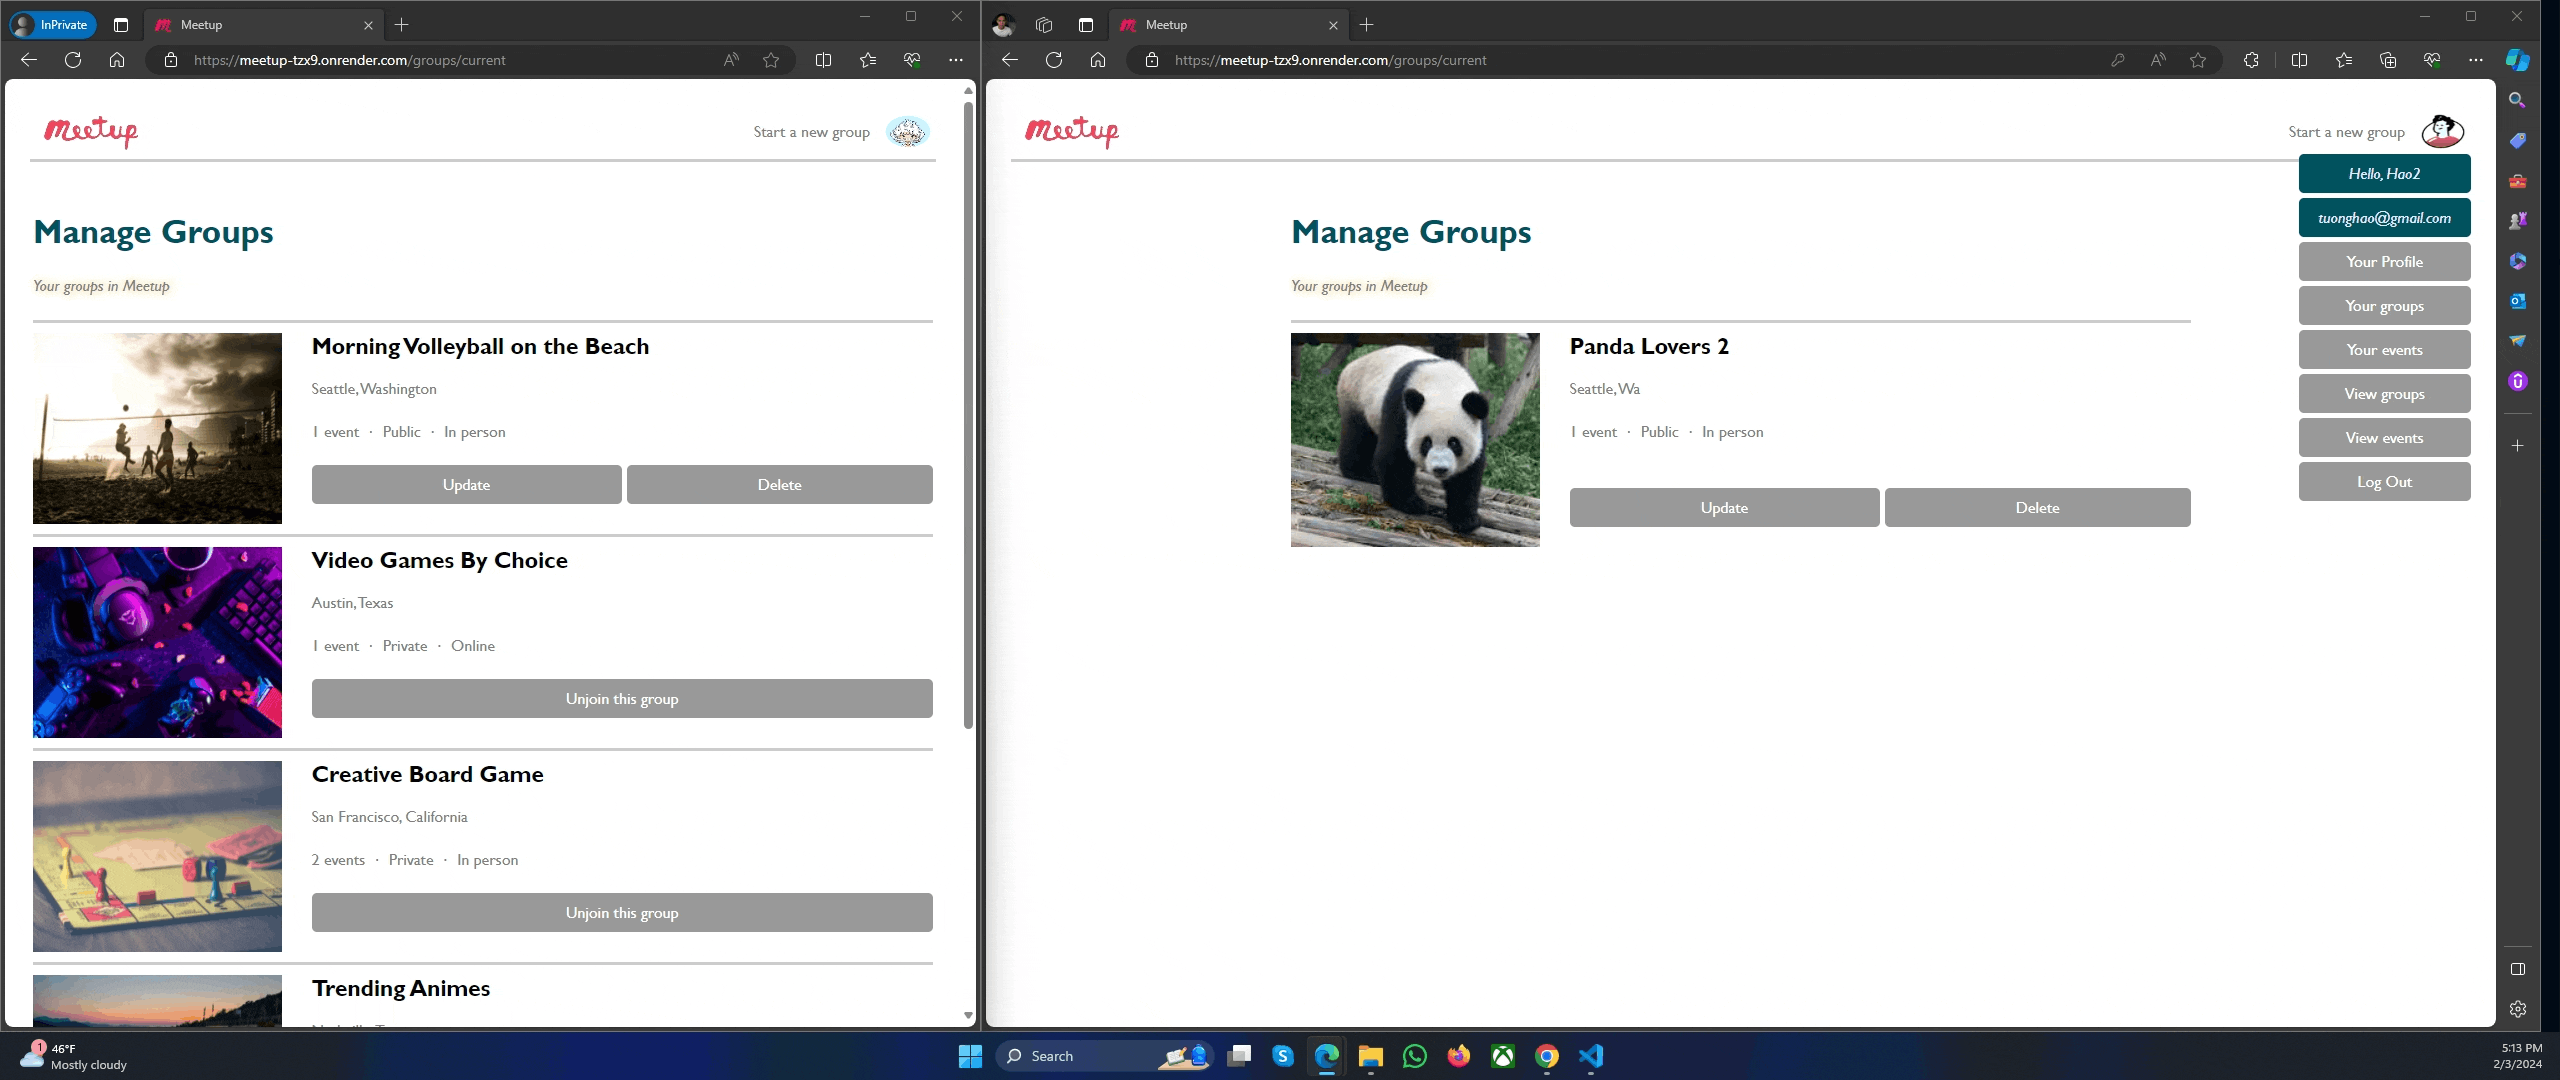 InPrivate
Meetup
https://meetup-tzx9.onrender.com/groups/current
Meetup
Start a new group
Manage Groups
Your groups in Meetup
Morning Volleyball on the Beach
Seattle, Washington
1 event · Public · In person
Update
Delete
Video Games By Choice
Austin, Texas
1 event · Private · Online
Unjoin this group
Creative Board Game
San Francisco, California
2 events · Private · In person
Unjoin this group
Trending Animes
Meetup
https://meetup-tzx9.onrender.com/groups/current
Meetup
Start a new group
Hello, Hao2
tuonghao@gmail.com
Your Profile
Your groups
Your events
View groups
View events
Log Out
Manage Groups
Your groups in Meetup
Panda Lovers 2
Seattle, Wa
1 event · Public · In person
Update
Delete
1
46°F
Mostly cloudy
Search
5:13 PM
2/3/2024